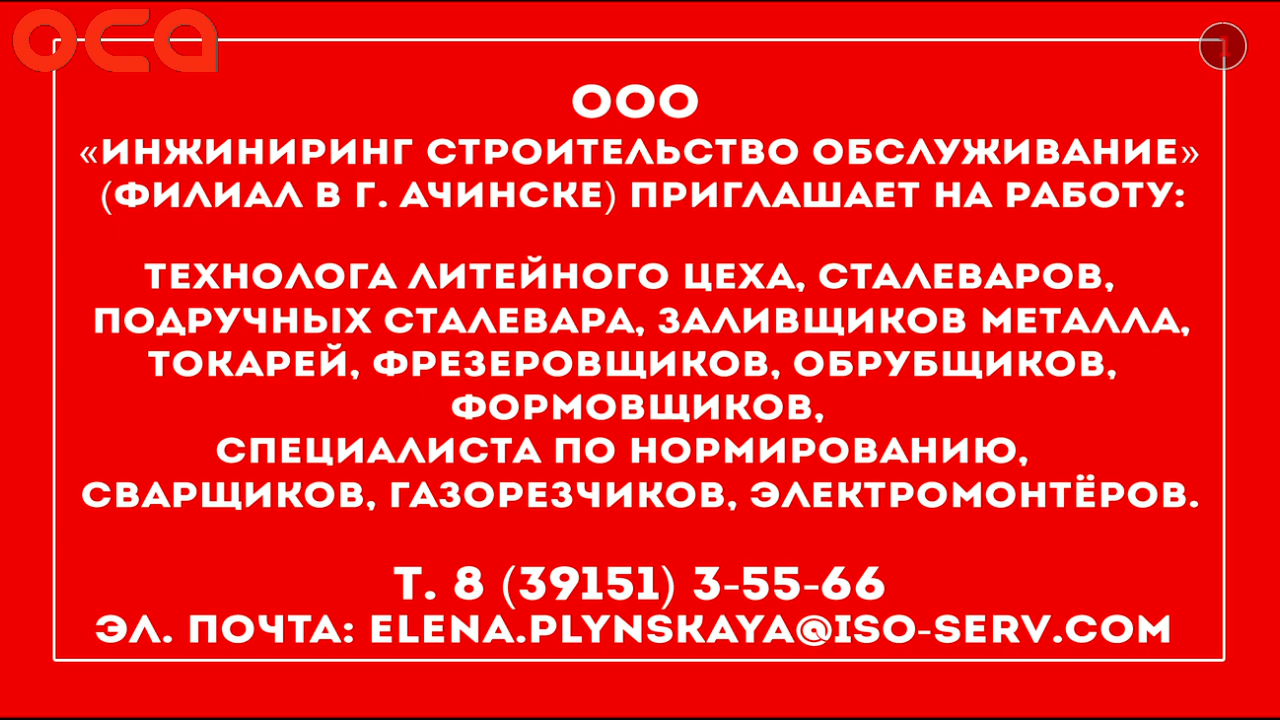 оса
ООО
«ИНЖИНИРИНГ СТРОИТЕЛЬСТВО ОБСЛУЖИВАНИЕ»
(ФИЛИАЛ В Г. АЧИНСКЕ) ПРИГЛАШАЕТ НА РАБОТУ:
ТЕХНОЛОГА ЛИТЕЙНОГО ЦЕХА, СТАЛЕВАРОВ,
ПОДРУЧНЫХ СТАЛЕВАРА, ЗАЛИВЩИКОВ МЕТАЛЛА,
ТОКАРЕЙ, ФРЕЗЕРОВЩИКОВ, ОБРУБЩИКОВ,
ФОРМОВЩИКОВ,
СПЕЦИАЛИСТА ПО НОРМИРОВАНИЮ,
СВАРЩИКОВ, ГАЗОРЕЗЧИКОВ, ЭЛЕКТРОМОНТЁРОВ.
Т. 8 (39151) 3-55-66
ЭЛ. ПОЧТА: ELENA.PLYNSKAYA@ISO-SERV.COM